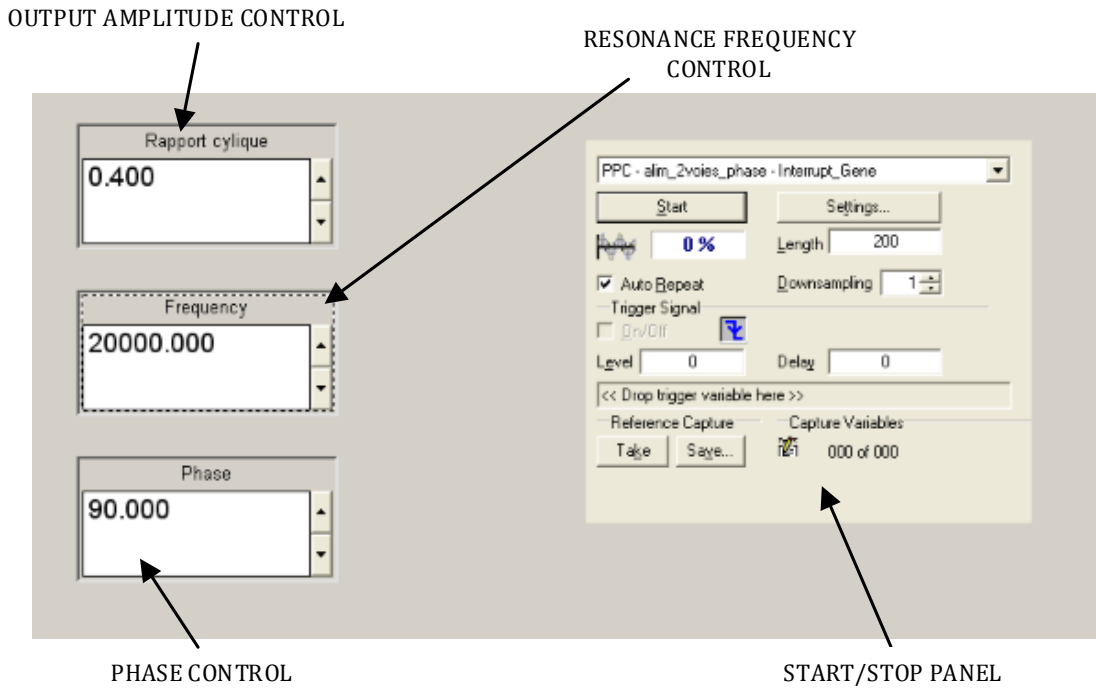 OUTPUT AMPLITUDE CONTROL
RESONANCE FREQUENCY
CONTROL
Rapport cylique
0.400
Frequency
20000.000
Phase
90.000
PPC - alim_2voies_phase - Interrupt_Gene
Start
Settings...
0 %
Length 200
Auto Repeat
Downsampling 1
Trigger Signal
On/Off
Level 0
Delay 0
<< Drop trigger variable here >>
Reference Capture
Capture Variables
Take
Save...
000 of 000
PHASE CONTROL
START/STOP PANEL